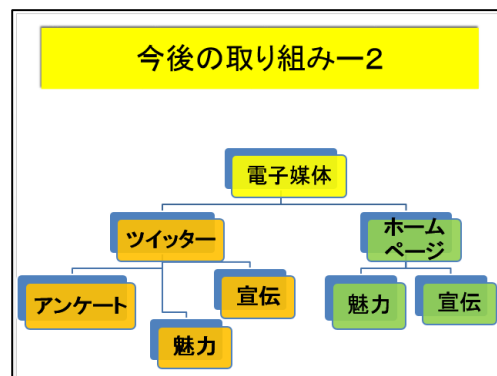 今後の取り組みー２
電子媒体
ツイッター
ホーム
ページ
アンケート
魅力
宣伝
魅力
宣伝